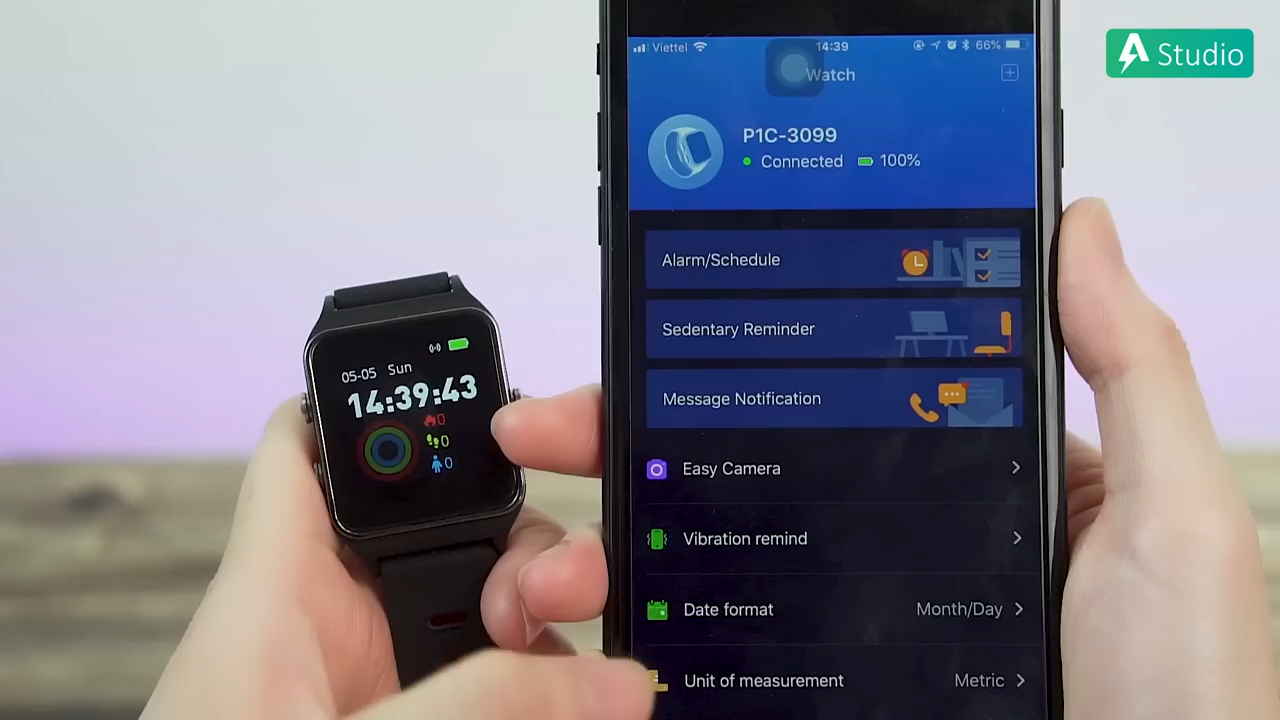 A Studio
Viettel 14:39 66%
Watch
P1C-3099
Connected 100%
Alarm/Schedule
Sedentary Reminder
Message Notification
Easy Camera
Vibration remind
Date format Month/Day
Unit of measurement Metric
05-05 Sun
14:39:43
0
0
0